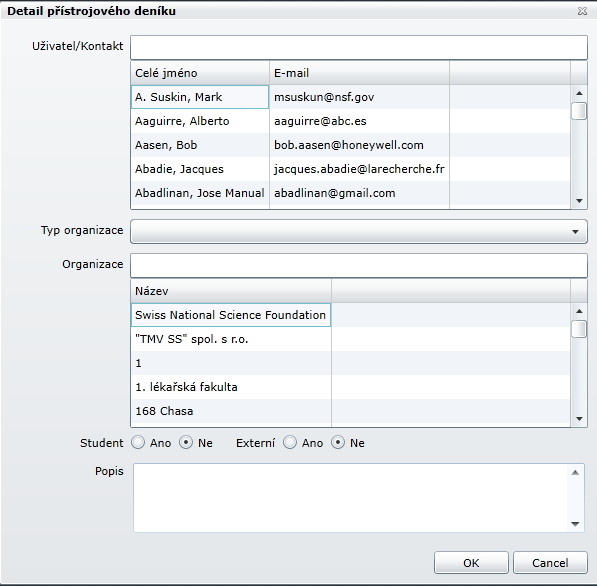 Detail přístrojového deníku
Uživatel/Kontakt
Celé jméno E-mail
A. Suskin, Mark msuskun@nsf.gov
Aaguirre, Alberto aaguirre@abc.es
Aasen, Bob bob.aasen@honeywell.com
Abadie, Jacques jacques.abadie@larecherche.fr
Abadlinan, Jose Manual abadlinan@gmail.com
Typ organizace
Organizace
Název
Swiss National Science Foundation
"TMV SS" spol. s r.o.
1
1. lékařská fakulta
168 Chasa
Student Ano Ne Externí Ano Ne
Popis
OK Cancel